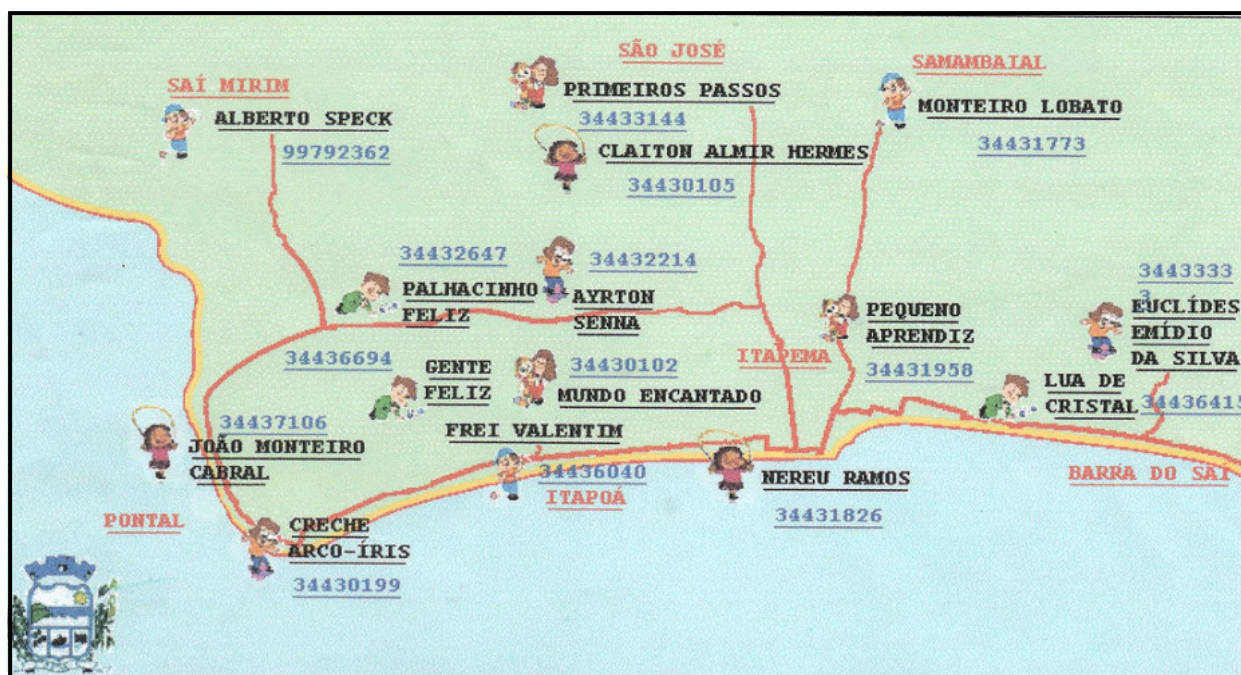 SÃO JOSÉ
PRIMEIROS PASSOS
34433144
CLAITON ALMIR HERMES
34430105
SAMAMBAIAL
MONTEIRO LOBATO
34431773
SAÍ MIRIM
ALBERTO SPECK
99792362
34432647
PALHACINHO
FELIZ
34432214
AYRTON
SENNA
3443333
3
EUCLÍDES
EMÍDIO
DA SILVA
34436415
PEQUENO
APRENDIZ
34431958
ITAPEMA
34436694
GENTE
FELIZ
34430102
MUNDO ENCANTADO
LUA DE
CRISTAL
34437106
JOÃO MONTEIRO
CABRAL
FREI VALENTIM
34436040
ITAPOÁ
NEREU RAMOS
34431826
BARRA DO SAI
PONTAL
CRECHE
ARCO-ÍRIS
34430199